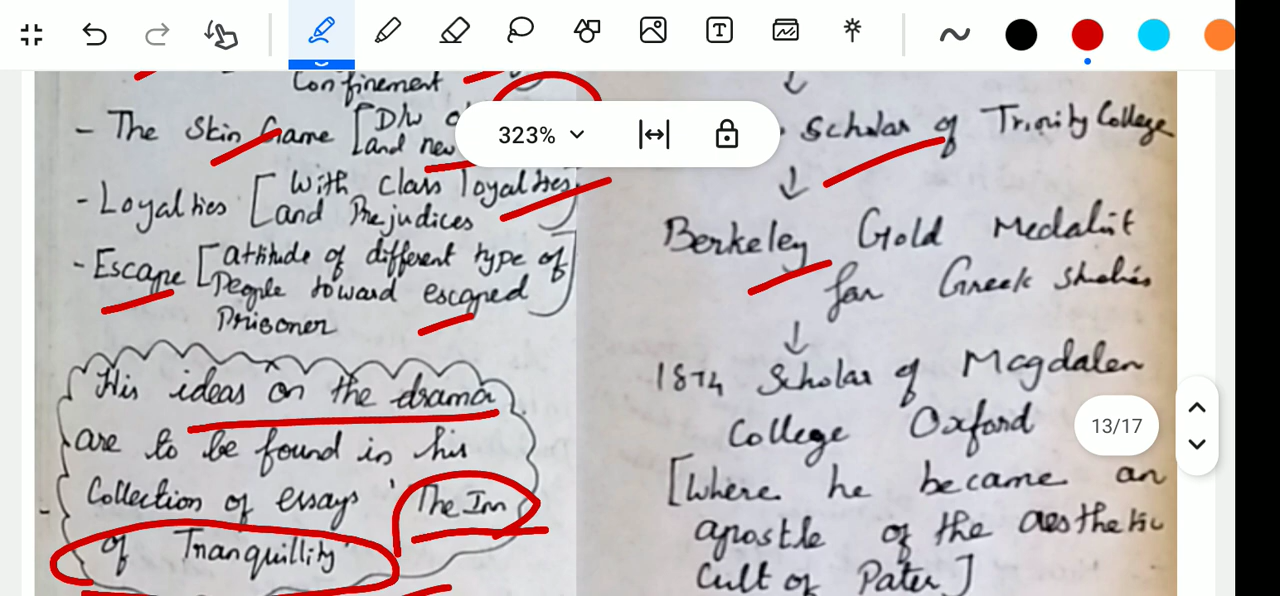 323%
13/17
Confinement
- The Skin Game [D/w
and new
- Loyalties [with class loyalties
and Prejudices]
- Escape [attitude of different type of
People toward escaped]
Prisoner
His ideas on the drama
are to be found in his
Collection of essays 'The Inn
of Tranquillity'
Scholar of Trinity College
Berkeley Gold Medalist
for Greek studies
1874 Scholar of Magdalen
College Oxford
[Where he became an
apostle of the aesthetic
Cult of Pater]